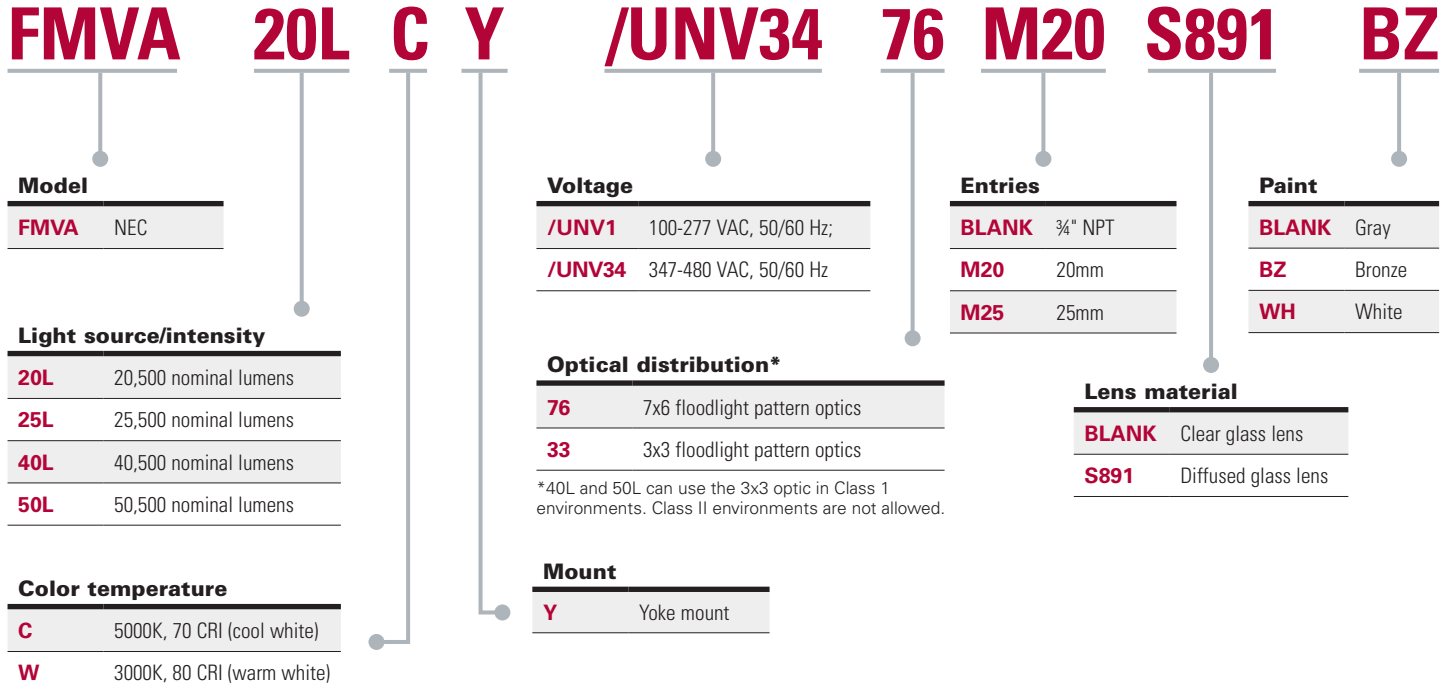 FMVA 20L C Y /UNV34 76 M20 S891 BZ
Model
FMVA NEC
Light source/intensity
20L 20,500 nominal lumens
25L 25,500 nominal lumens
40L 40,500 nominal lumens
50L 50,500 nominal lumens
Color temperature
C 5000K, 70 CRI (cool white)
W 3000K, 80 CRI (warm white)
Voltage
/UNV1 100-277 VAC, 50/60 Hz;
/UNV34 347-480 VAC, 50/60 Hz
Optical distribution*
76 7x6 floodlight pattern optics
33 3x3 floodlight pattern optics
*40L and 50L can use the 3x3 optic in Class 1
environments. Class II environments are not allowed.
Mount
Y Yoke mount
Entries
BLANK ¾" NPT
M20 20mm
M25 25mm
Lens material
BLANK Clear glass lens
S891 Diffused glass lens
Paint
BLANK Gray
BZ Bronze
WH White